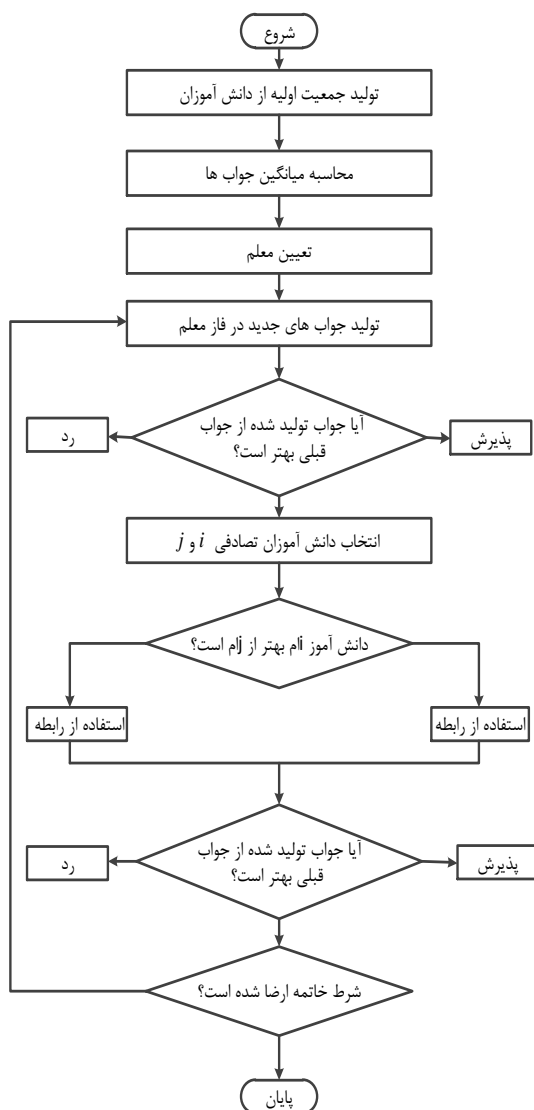 شروع
تولید جمعیت اولیه از دانش آموزان
محاسبه میانگین جواب ها
تعیین معلم
تولید جواب های جدید در فاز معلم
آیا جواب تولید شده از جواب
قبلی بهتر است؟
پذیرش
رد
انتخاب دانش آموزان تصادفی i و j
دانش آموز iام بهتر از jام است؟
استفاده از رابطه
استفاده از رابطه
آیا جواب تولید شده از جواب
قبلی بهتر است؟
پذیرش
رد
شرط خاتمه ارضا شده است؟
پایان